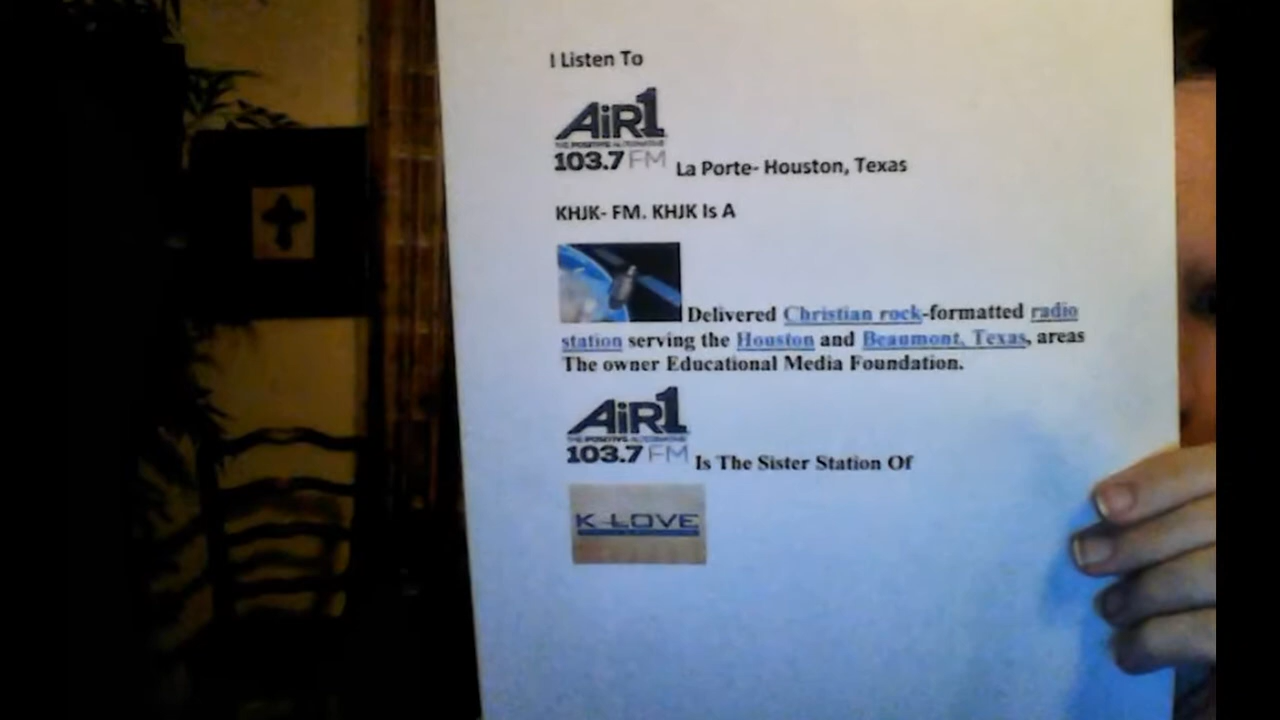 I Listen To
AiR1
THE POSITIVE ALTERNATIVE
103.7 FM La Porte- Houston, Texas
KHJK- FM. KHJK Is A
Delivered Christian rock-formatted radio
station serving the Houston and Beaumont, Texas, areas
The owner Educational Media Foundation.
AiR1
THE POSITIVE ALTERNATIVE
103.7 FM Is The Sister Station Of
K-LOVE